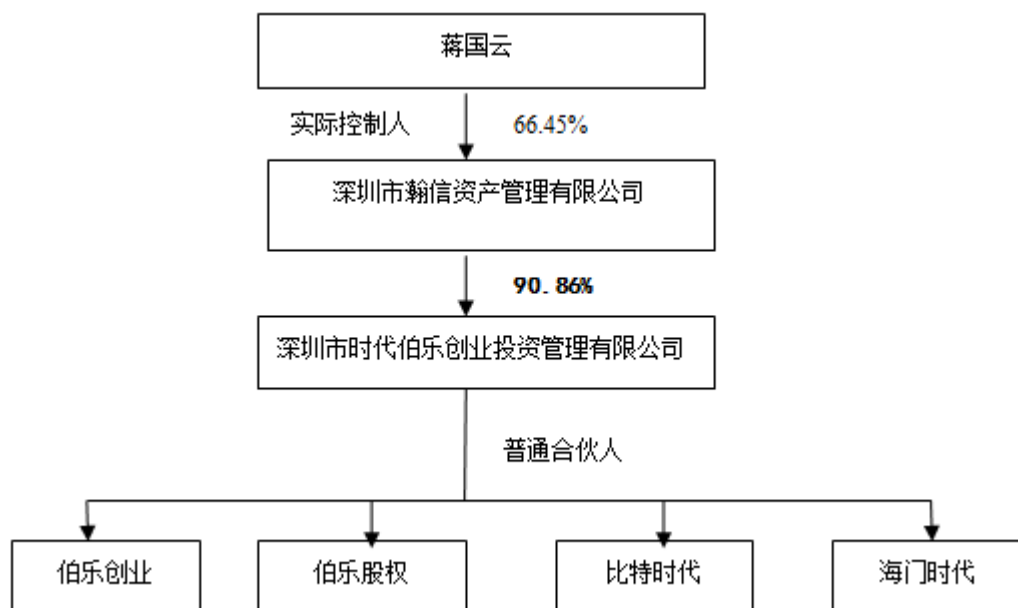 蒋国云
实际控制人 66.45%
深圳市瀚信资产管理有限公司
90.86%
深圳市时代伯乐创业投资管理有限公司
普通合伙人
伯乐创业 伯乐股权 比特时代 海门时代